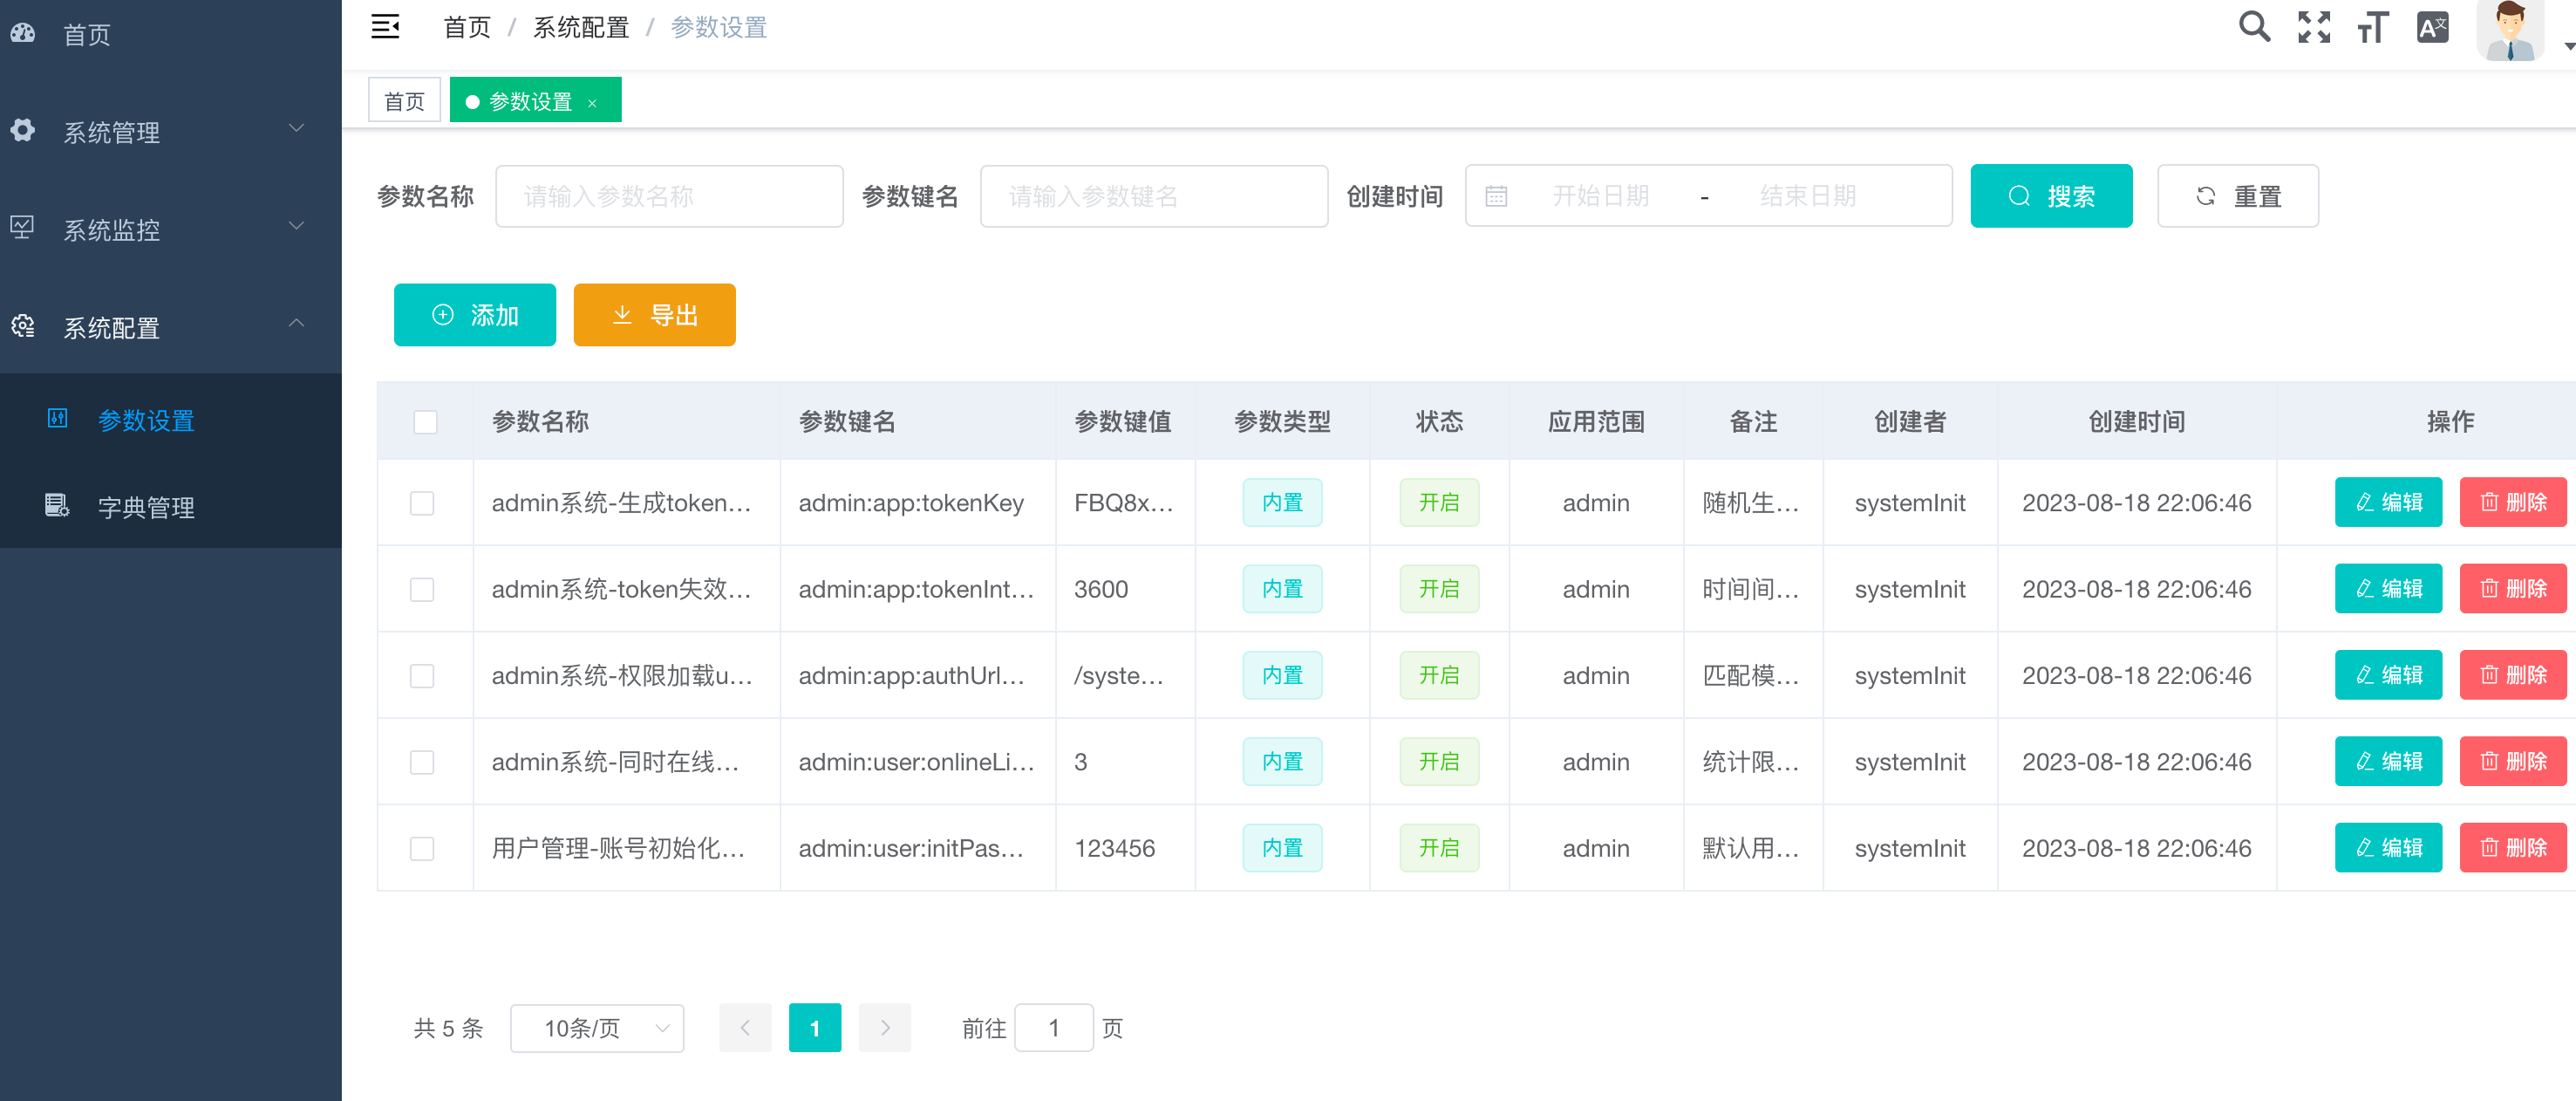 首页
系统管理
系统监控
系统配置
参数设置
字典管理
首页 / 系统配置 / 参数设置
首页 参数设置 ×
参数名称 请输入参数名称 参数键名 请输入参数键名 创建时间 开始日期 - 结束日期 搜索 重置
添加 导出
参数名称 参数键名 参数键值 参数类型 状态 应用范围 备注 创建者 创建时间 操作
admin系统-生成token... admin:app:tokenKey FBQ8x... 内置 开启 admin 随机生... systemInit 2023-08-18 22:06:46 编辑 删除
admin系统-token失效... admin:app:tokenInt... 3600 内置 开启 admin 时间间... systemInit 2023-08-18 22:06:46 编辑 删除
admin系统-权限加载u... admin:app:authUrl... /syste... 内置 开启 admin 匹配模... systemInit 2023-08-18 22:06:46 编辑 删除
admin系统-同时在线... admin:user:onlineLi... 3 内置 开启 admin 统计限... systemInit 2023-08-18 22:06:46 编辑 删除
用户管理-账号初始化... admin:user:initPas... 123456 内置 开启 admin 默认用... systemInit 2023-08-18 22:06:46 编辑 删除
共 5 条 10条/页 1 前往 1 页